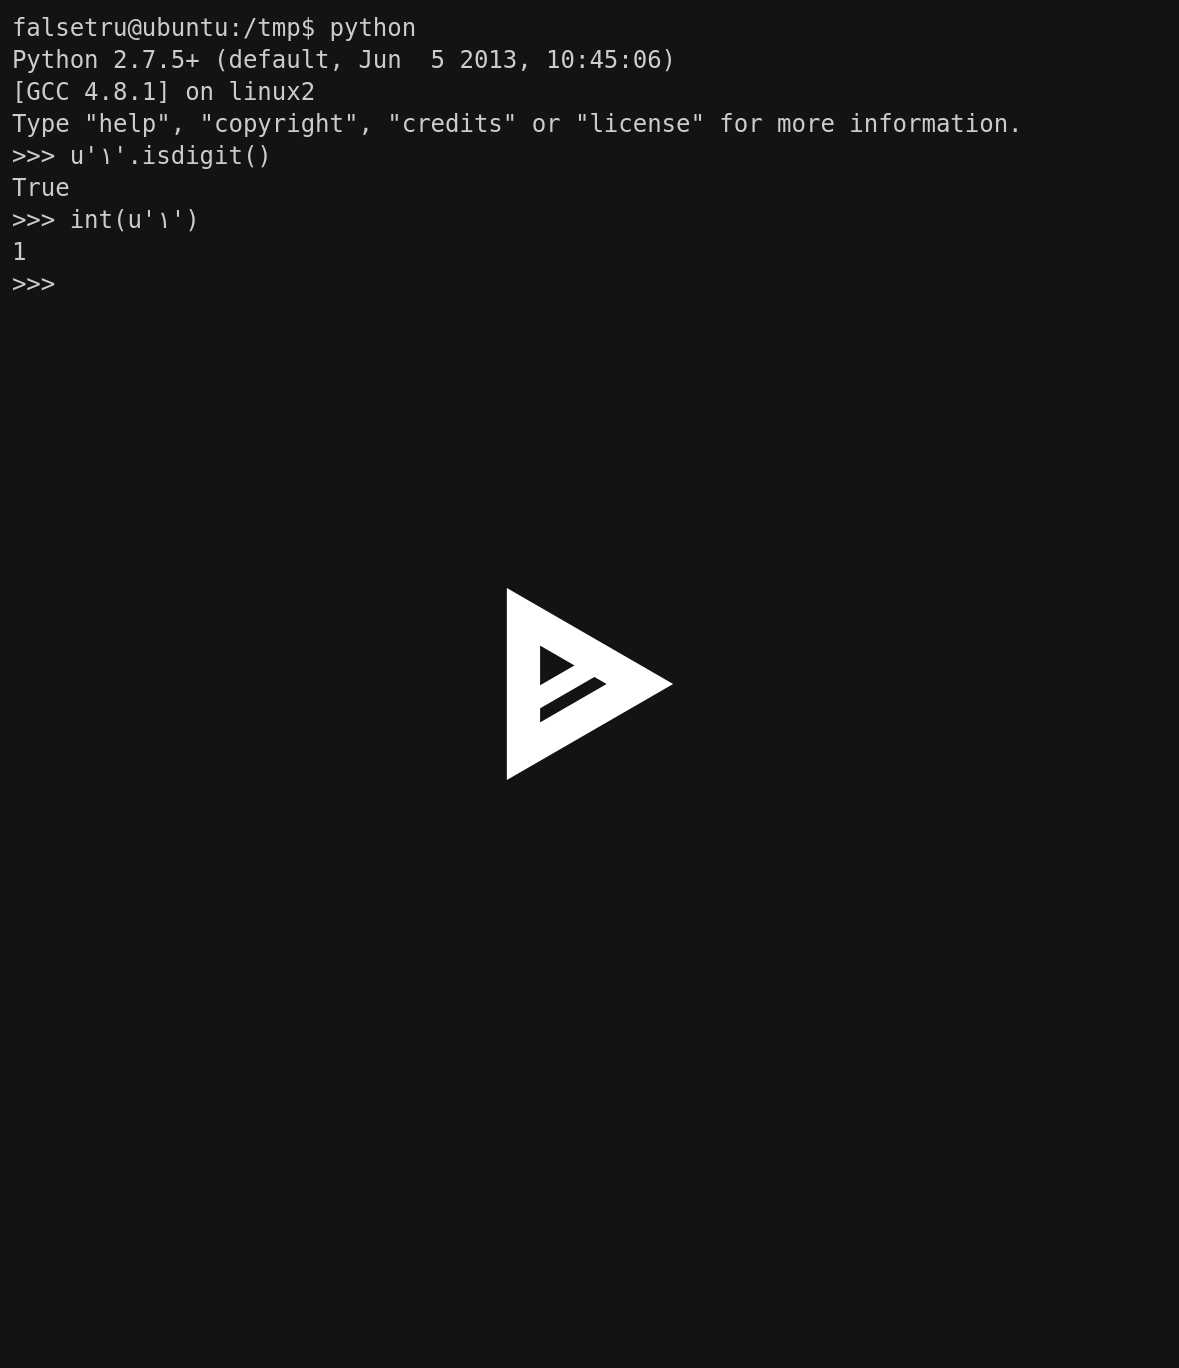 falsetru@ubuntu:/tmp$ python
Python 2.7.5+ (default, Jun  5 2013, 10:45:06)
[GCC 4.8.1] on linux2
Type "help", "copyright", "credits" or "license" for more information.
>>> u'١'.isdigit()
True
>>> int(u'١')
1
>>>